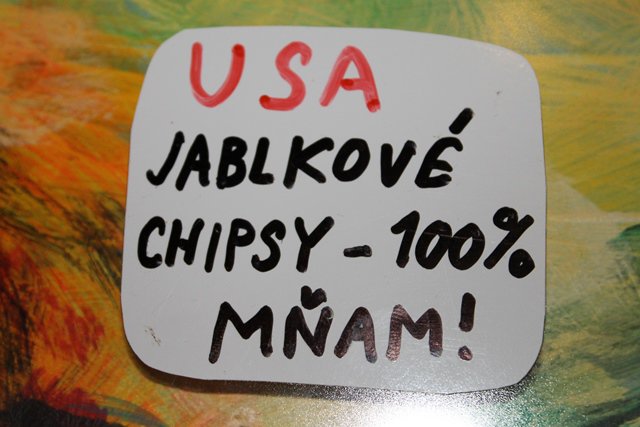 USA
JABLKOVÉ
CHIPSY - 100%
MŇAM!